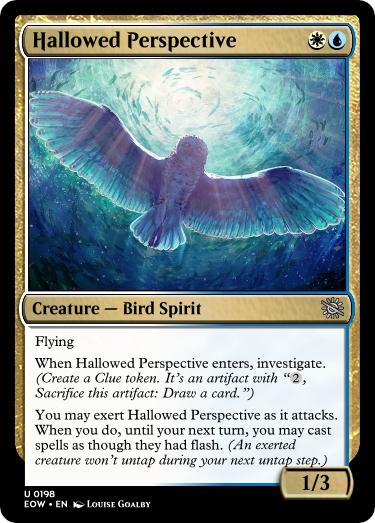 Hallowed Perspective
Creature — Bird Spirit
Flying
When Hallowed Perspective enters, investigate.
(Create a Clue token. It's an artifact with “2,
Sacrifice this artifact: Draw a card.”)
You may exert Hallowed Perspective as it attacks.
When you do, until your next turn, you may cast
spells as though they had flash. (An exerted
creature won't untap during your next untap step.)
1/3
U 0198
EOW • EN Louise Goalby